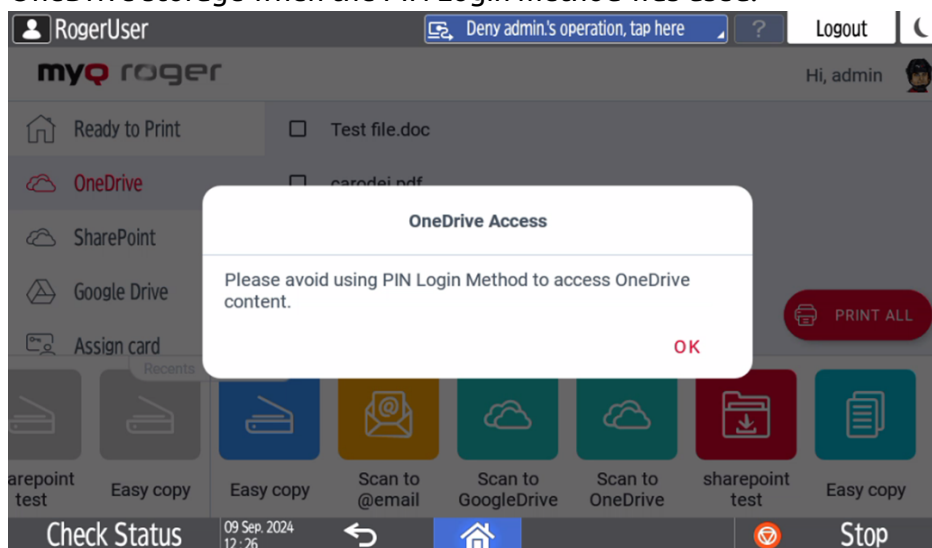 OneDrive storage when the PIN Login Method was used.
RogerUser
Deny admin.'s operation, tap here
?
Logout
myq roger
Hi, admin
Ready to Print
Test file.doc
OneDrive
carodej.pdf
SharePoint
Google Drive
Assign card
OneDrive Access
Please avoid using PIN Login Method to access OneDrive
content.
OK
PRINT ALL
Recents
arepoint
test
Easy copy
Easy copy
Scan to
@email
Scan to
GoogleDrive
Scan to
OneDrive
sharepoint
test
Easy copy
Check Status
09 Sep. 2024
12:26
Stop